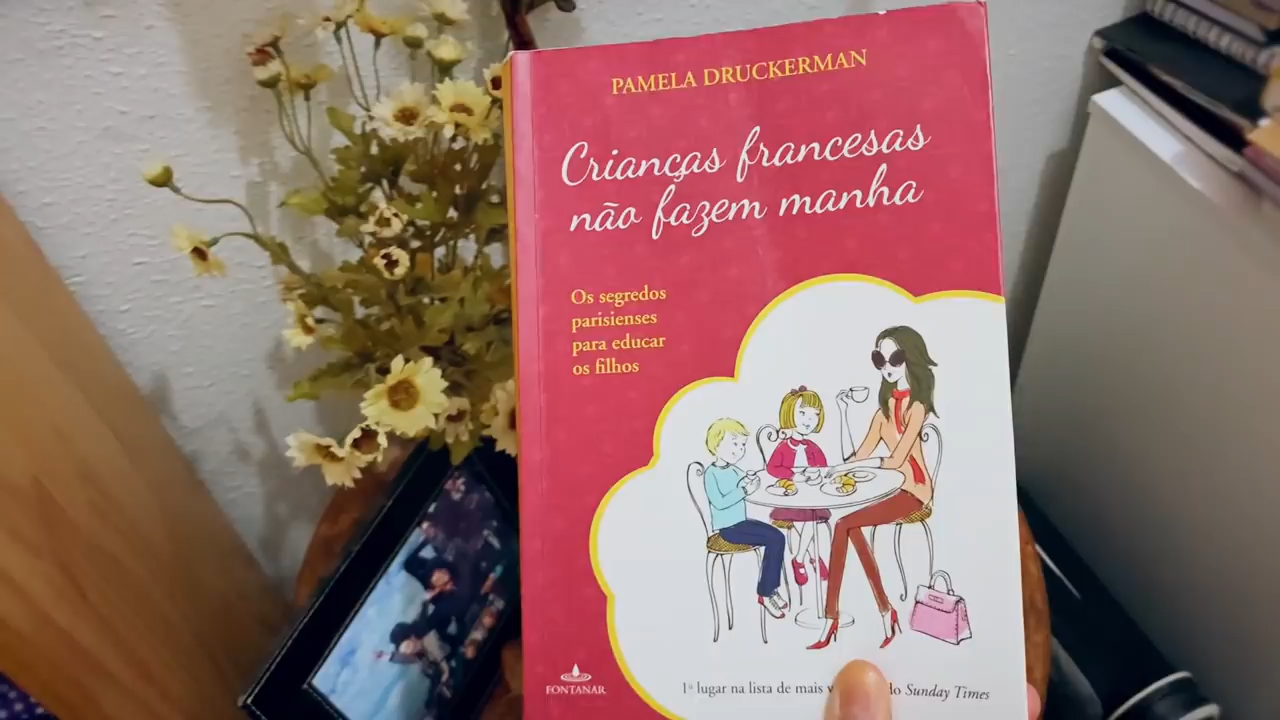 PAMELA DRUCKERMAN
Crianças francesas
não fazem manha
Os segredos
parisienses
para educar
os filhos
FONTANAR
1º lugar na lista de mais v do Sunday Times